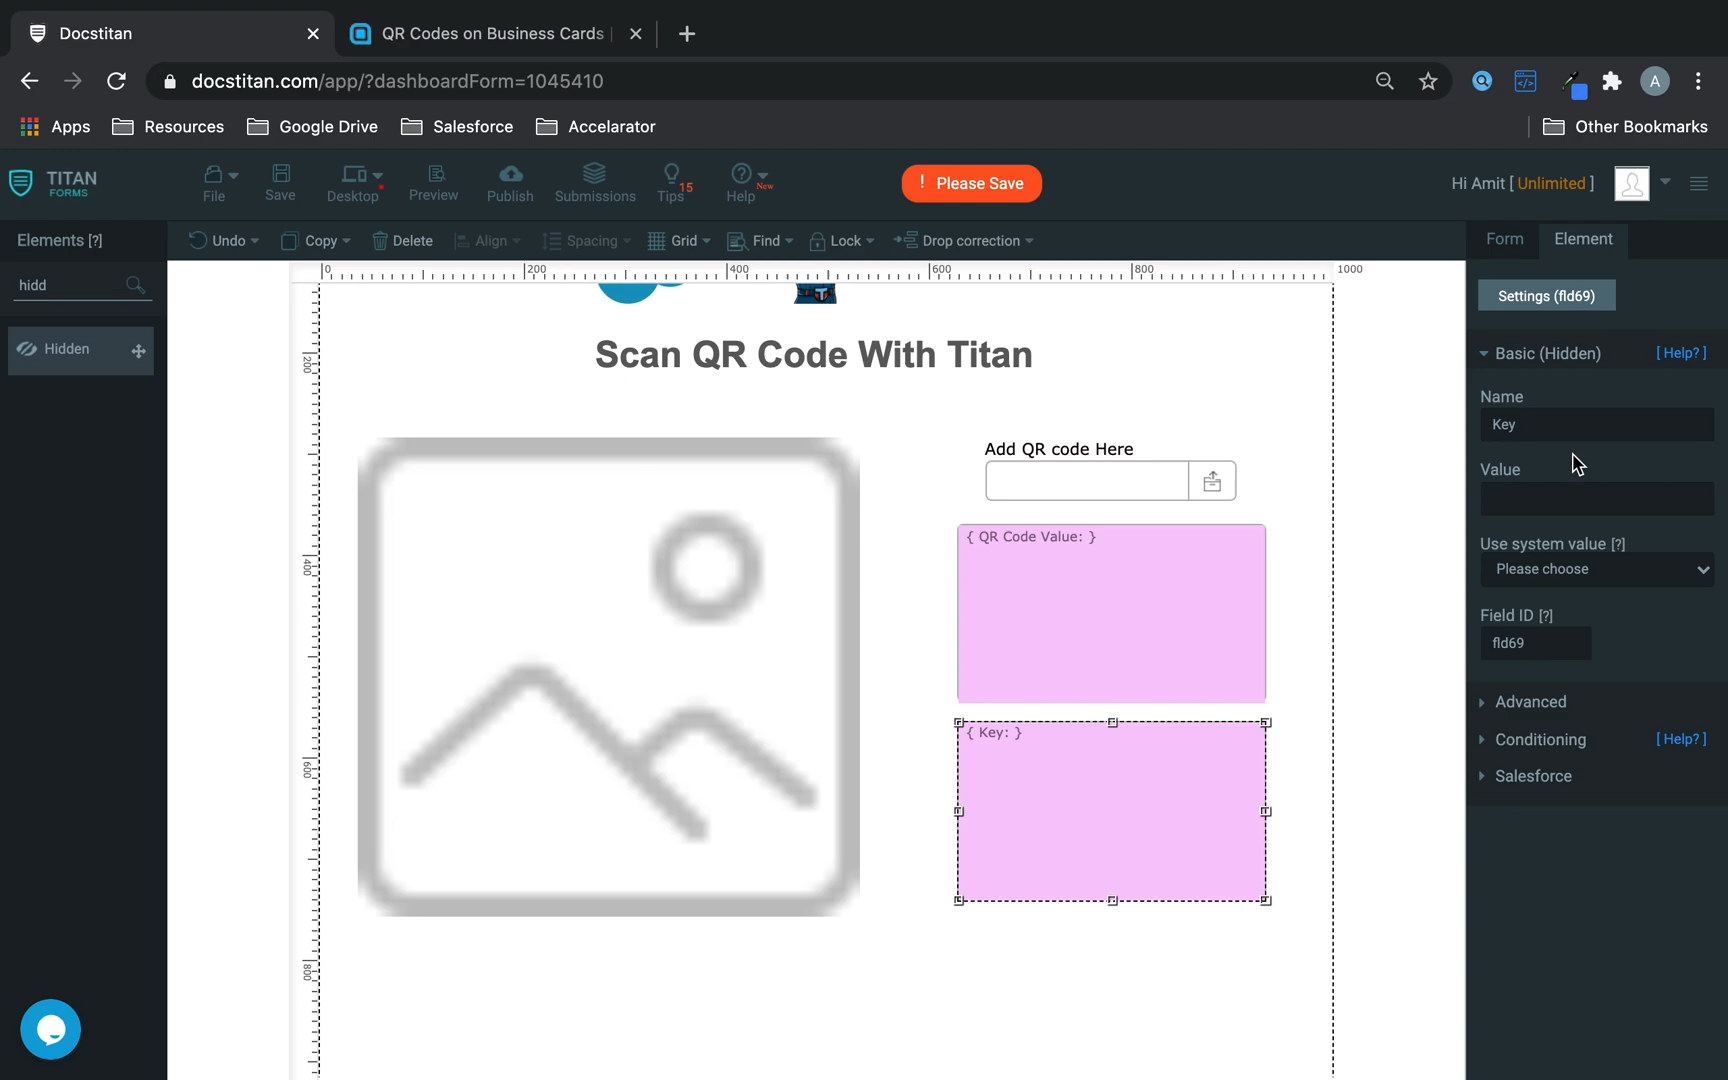 Docstitan
QR Codes on Business Cards
docstitan.com/app/?dashboardForm=1045410
A
Apps
Resources
Google Drive
Salesforce
Accelarator
Other Bookmarks
TITAN
FORMS
File
Save
Desktop
Preview
Publish
Submissions
Tips 15
Help New
! Please Save
Hi Amit [ Unlimited ]
Elements [?]
Undo
Copy
Delete
Align
Spacing
Grid
Find
Lock
Drop correction
Form
Element
hidd
Hidden
0
200
400
600
800
1000
200
400
600
800
T
Scan QR Code With Titan
Add QR code Here
{ QR Code Value: }
{ Key: }
Settings (fld69)
Basic (Hidden)
[ Help? ]
Name
Key
Value
Use system value [?]
Please choose
Field ID [?]
fld69
Advanced
Conditioning
[ Help? ]
Salesforce